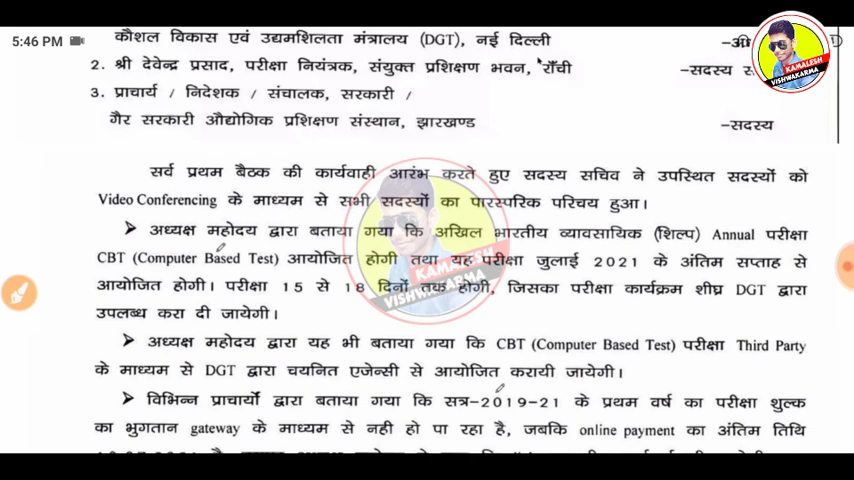 5:46 PM
कौशल विकास एवं उद्यमशिलता मंत्रालय (DGT), नई दिल्ली
2. श्री देवेन्द्र प्रसाद, परीक्षा नियंत्रक, संयुक्त प्रशिक्षण भवन, राँची –सदस्य
3. प्राचार्य / निदेशक / संचालक, सरकारी /
गैर सरकारी औद्योगिक प्रशिक्षण संस्थान, झारखण्ड –सदस्य
KAMALESH
VISHWAKARMA
सर्व प्रथम बैठक की कार्यवाही आरंभ करते हुए सदस्य सचिव ने उपस्थित सदस्यों को
Video Conferencing के माध्यम से सभी सदस्यों का पारस्परिक परिचय हुआ।
➤ अध्यक्ष महोदय द्वारा बताया गया कि अखिल भारतीय व्यावसायिक (शिल्प) Annual परीक्षा
CBT (Computer Based Test) आयोजित होगी तथा यह परीक्षा जुलाई 2021 के अंतिम सप्ताह से
आयोजित होगी। परीक्षा 15 से 18 दिनों तक होगी, जिसका परीक्षा कार्यक्रम शीघ्र DGT द्वारा
उपलब्ध करा दी जायेगी।
KAMALESH
VISHWAKARMA
➤ अध्यक्ष महोदय द्वारा यह भी बताया गया कि CBT (Computer Based Test) परीक्षा Third Party
के माध्यम से DGT द्वारा चयनित एजेन्सी से आयोजित करायी जायेगी।
➤ विभिन्न प्राचार्यो द्वारा बताया गया कि सत्र–2019-21 के प्रथम वर्ष का परीक्षा शुल्क
का भुगतान gateway के माध्यम से नही हो पा रहा है, जबकि online payment का अंतिम तिथि